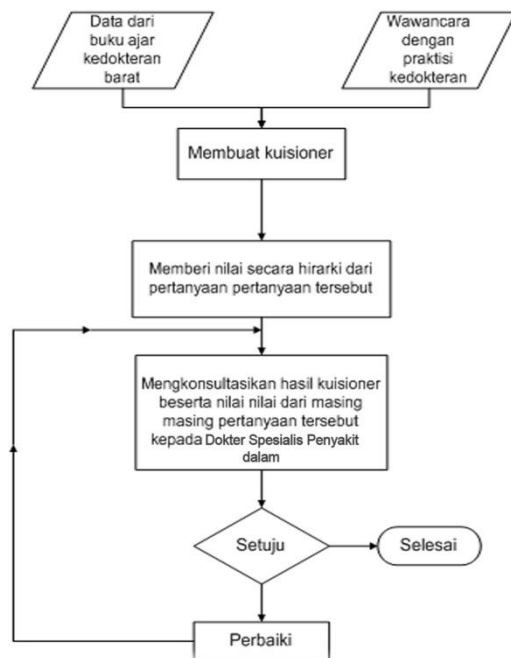 Data dari
buku ajar
kedokteran
barat
Wawancara
dengan
praktisi
kedokteran
Membuat kuisioner
Memberi nilai secara hirarki dari
pertanyaan pertanyaan tersebut
Mengkonsultasikan hasil kuisioner
beserta nilai nilai dari masing
masing pertanyaan tersebut
kepada Dokter Spesialis Penyakit
dalam
Setuju
Selesai
Perbaiki